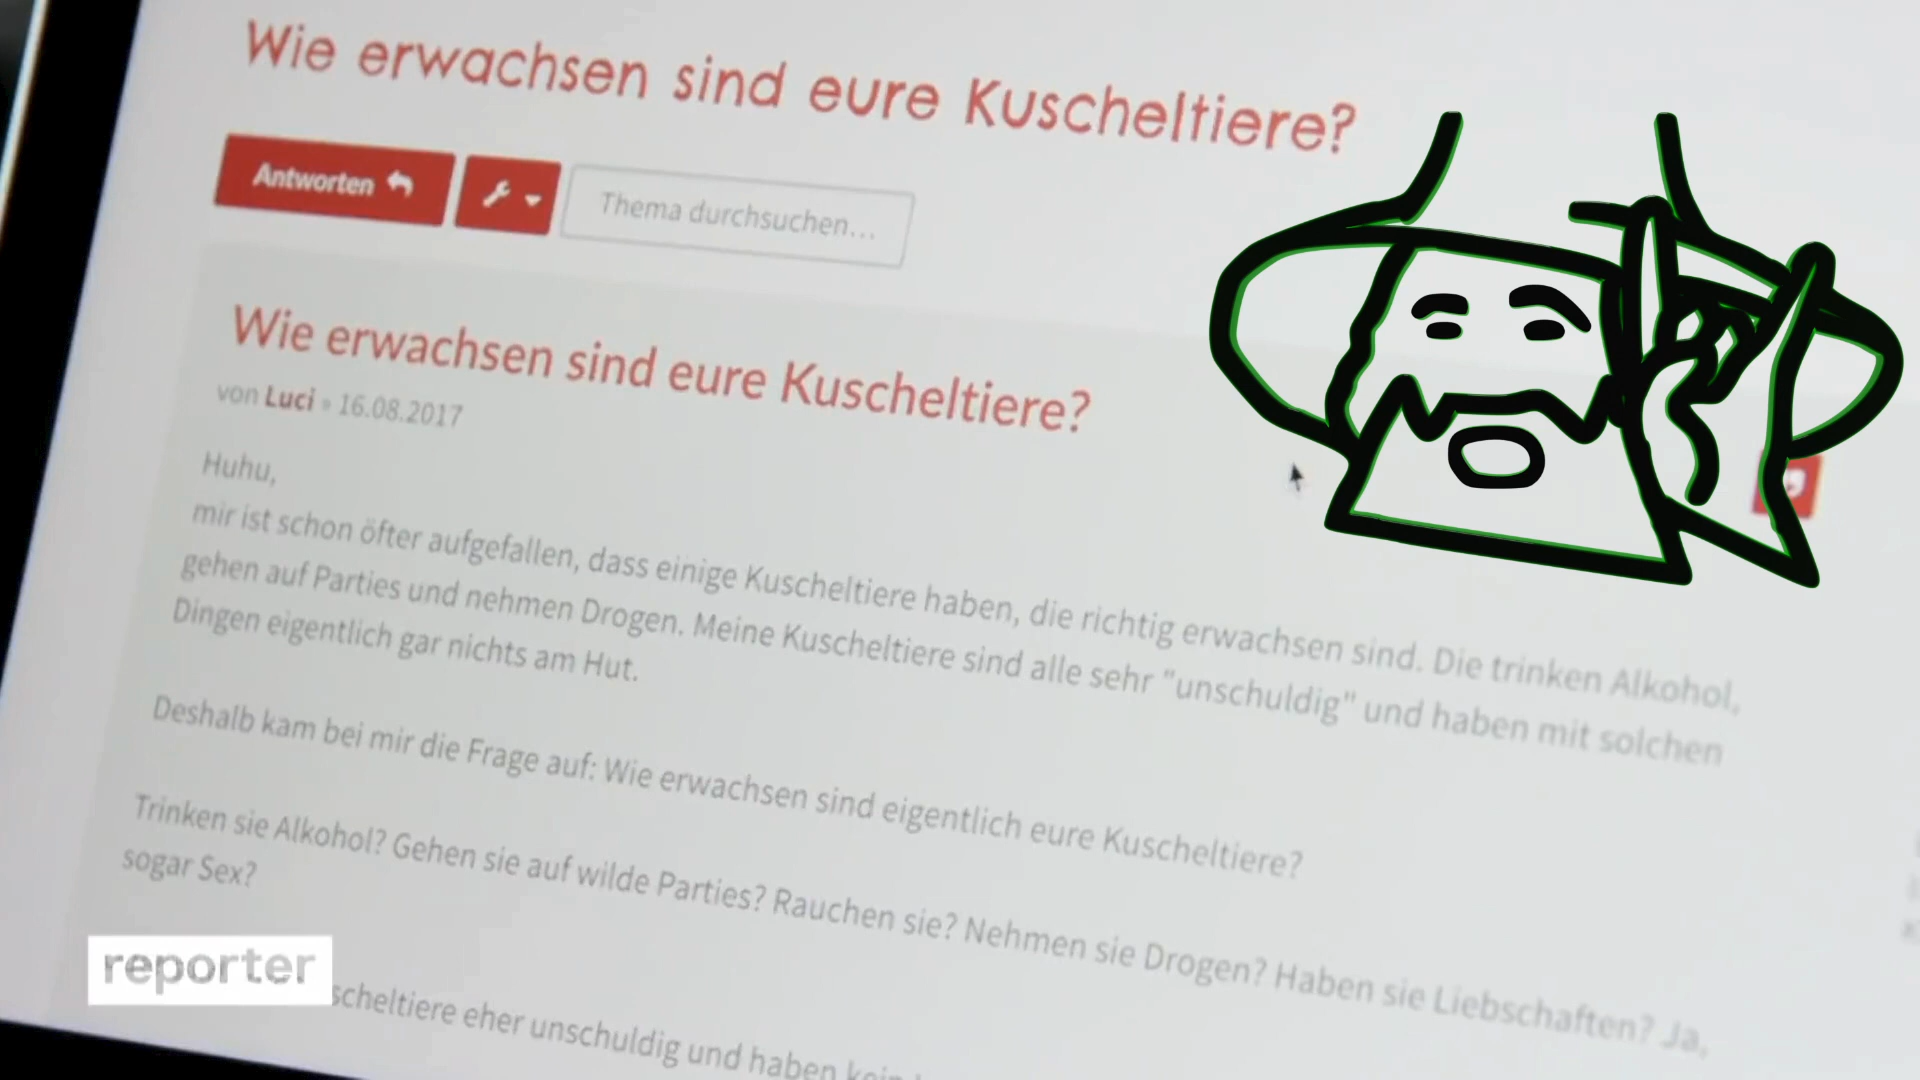 Wie erwachsen sind eure Kuscheltiere?
Antworten
Thema durchsuchen...
Wie erwachsen sind eure Kuscheltiere?
von Luci » 16.08.2017
Huhu,
mir ist schon öfter aufgefallen, dass einige Kuscheltiere haben, die richtig erwachsen sind. Die trinken Alkohol,
gehen auf Parties und nehmen Drogen. Meine Kuscheltiere sind alle sehr "unschuldig" und haben mit solchen
Dingen eigentlich gar nichts am Hut.
Deshalb kam bei mir die Frage auf: Wie erwachsen sind eigentlich eure Kuscheltiere?
Trinken sie Alkohol? Gehen sie auf wilde Parties? Rauchen sie? Nehmen sie Drogen? Haben sie Liebschaften? Ja,
sogar Sex?
scheltiere eher unschuldig und haben
reporter